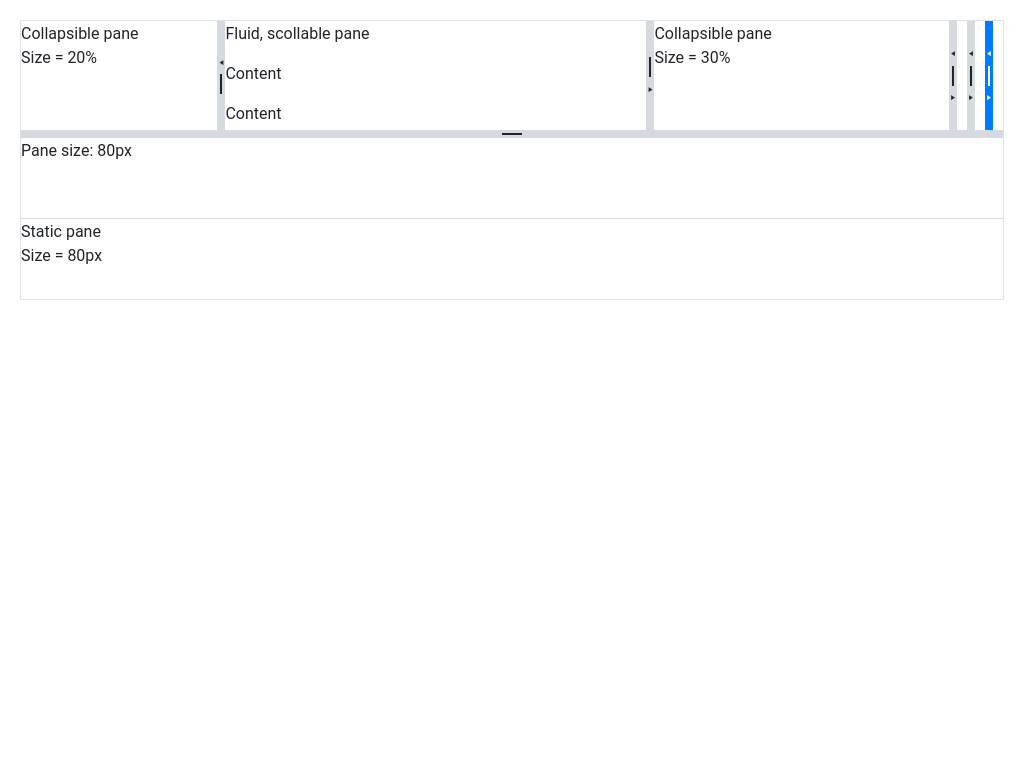 Collapsible pane
Size = 20%
Fluid, scollable pane
Content
Content
Collapsible pane
Size = 30%
Pane size: 80px
Static pane
Size = 80px